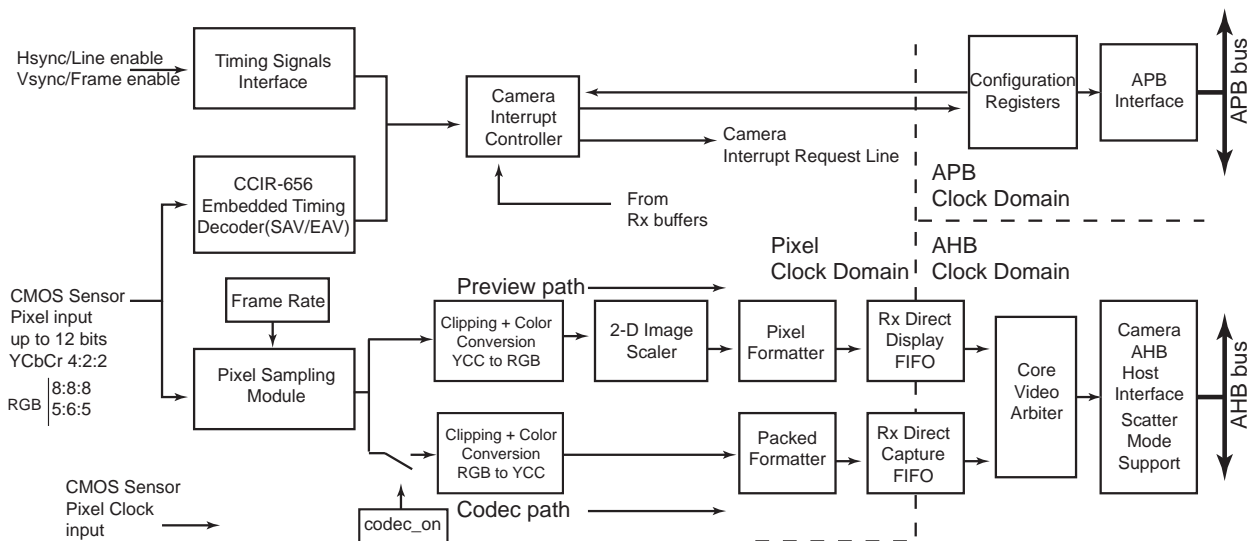 Hsync/Line enable
Vsync/Frame enable
Timing Signals
Interface
Camera
Interrupt
Controller
Configuration
Registers
APB
Interface
APB bus
Camera
Interrupt Request Line
CCIR-656
Embedded Timing
Decoder(SAV/EAV)
From
Rx buffers
APB
Clock Domain
Pixel
Clock Domain
AHB
Clock Domain
CMOS Sensor
Pixel input
up to 12 bits
YCbCr 4:2:2
RGB
8:8:8
5:6:5
Frame Rate
Pixel Sampling
Module
Preview path
Clipping + Color
Conversion
YCC to RGB
2-D Image
Scaler
Pixel
Formatter
Rx Direct
Display
FIFO
Core
Video
Arbiter
Camera
AHB
Host
Interface
Scatter
Mode
Support
AHB bus
Clipping + Color
Conversion
RGB to YCC
Packed
Formatter
Rx Direct
Capture
FIFO
Codec path
codec_on
CMOS Sensor
Pixel Clock
input